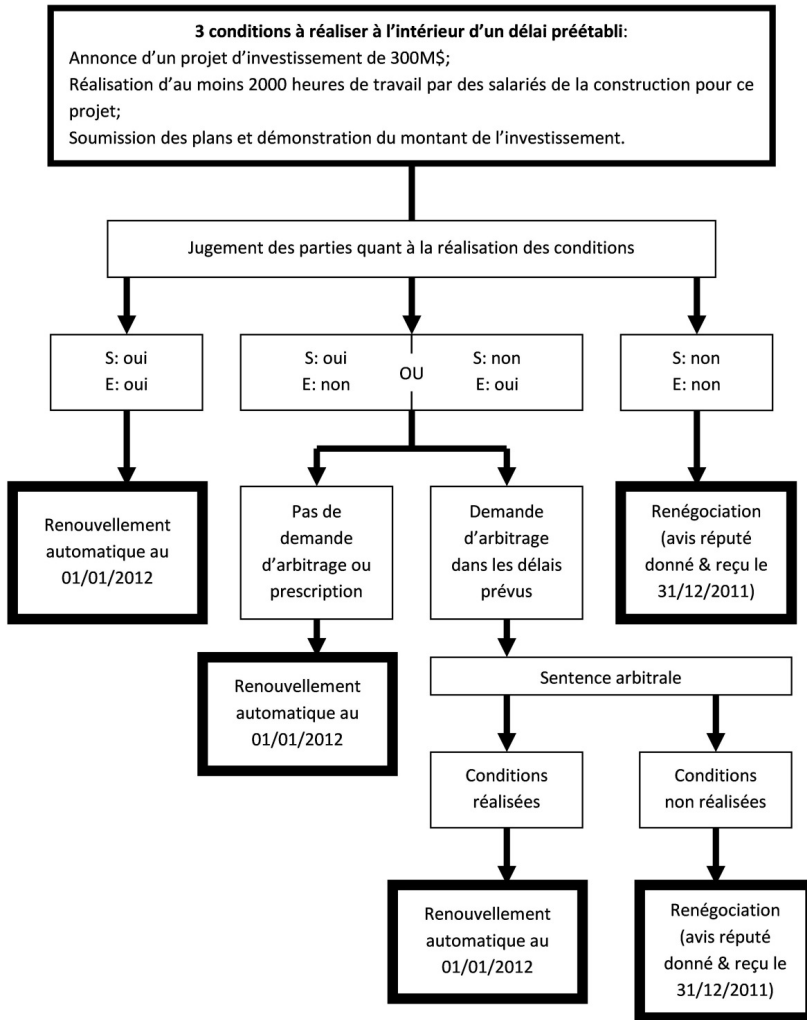 3 conditions à réaliser à l’intérieur d’un délai préétabli:
Annonce d’un projet d’investissement de 300M$;
Réalisation d’au moins 2000 heures de travail par des salariés de la construction pour ce
projet;
Soumission des plans et démonstration du montant de l’investissement.
Jugement des parties quant à la réalisation des conditions
S: oui
E: oui
S: oui
E: non
OU
S: non
E: oui
S: non
E: non
Renouvellement
automatique au
01/01/2012
Pas de
demande
d’arbitrage ou
prescription
Demande
d’arbitrage
dans les délais
prévus
Renégociation
(avis réputé
donné & reçu le
31/12/2011)
Renouvellement
automatique au
01/01/2012
Sentence arbitrale
Conditions
réalisées
Conditions
non réalisées
Renouvellement
automatique au
01/01/2012
Renégociation
(avis réputé
donné & reçu le
31/12/2011)